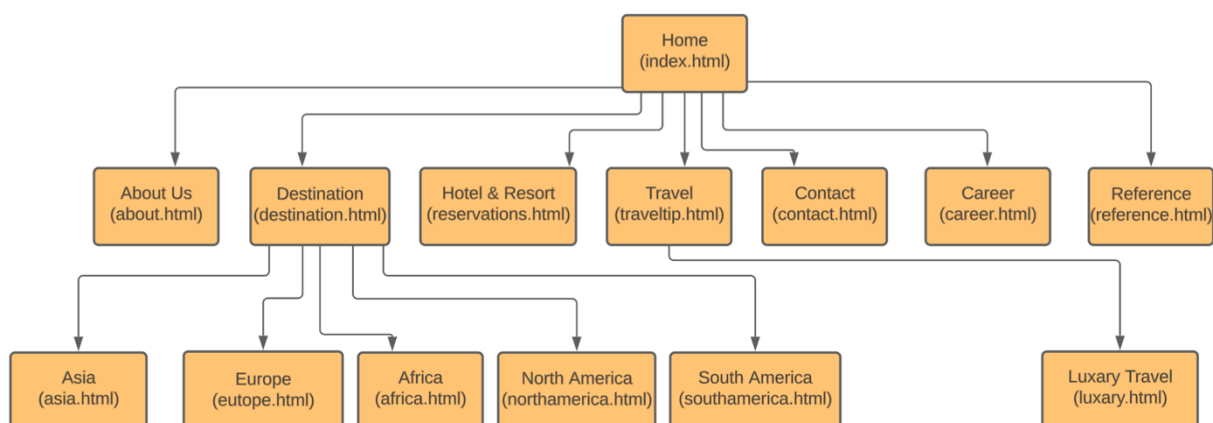 Home
(index.html)
About Us
(about.html)
Destination
(destination.html)
Hotel & Resort
(reservations.html)
Travel
(traveltip.html)
Contact
(contact.html)
Career
(career.html)
Reference
(reference.html)
Asia
(asia.html)
Europe
(eutope.html)
Africa
(africa.html)
North America
(northamerica.html)
South America
(southamerica.html)
Luxary Travel
(luxary.html)